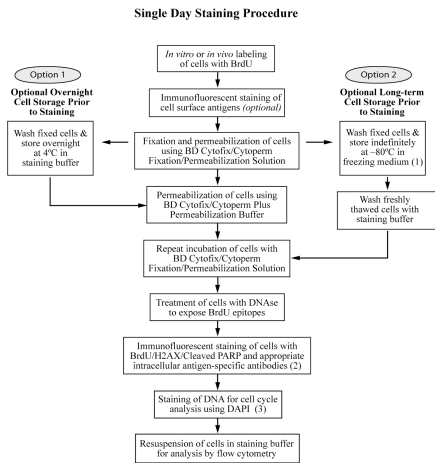 Single Day Staining Procedure
In vitro or in vivo labeling
of cells with BrdU
Option 1
Optional Overnight
Cell Storage Prior
to Staining
Option 2
Optional Long-term
Cell Storage Prior
to Staining
Immunofluorescent staining of
cell surface antigens (optional)
Wash fixed cells &
store overnight
at 4ºC in
staining buffer
Fixation and permeabilization of cells
using BD Cytofix/Cytoperm
Fixation/Permeabilization Solution
Wash fixed cells &
store indefinitely
at –80ºC in
freezing medium (1)
Permeabilization of cells using
BD Cytofix/Cytoperm Plus
Permeabilization Buffer
Wash freshly
thawed cells with
staining buffer
Repeat incubation of cells with
BD Cytofix/Cytoperm
Fixation/Permeabilization Solution
Treatment of cells with DNAse
to expose BrdU epitopes
Immunofluorescent staining of cells with
BrdU/H2AX/Cleaved PARP and appropriate
intracellular antigen-specific antibodies (2)
Staining of DNA for cell cycle
analysis using DAPI (3)
Resuspension of cells in staining buffer
for analysis by flow cytometry